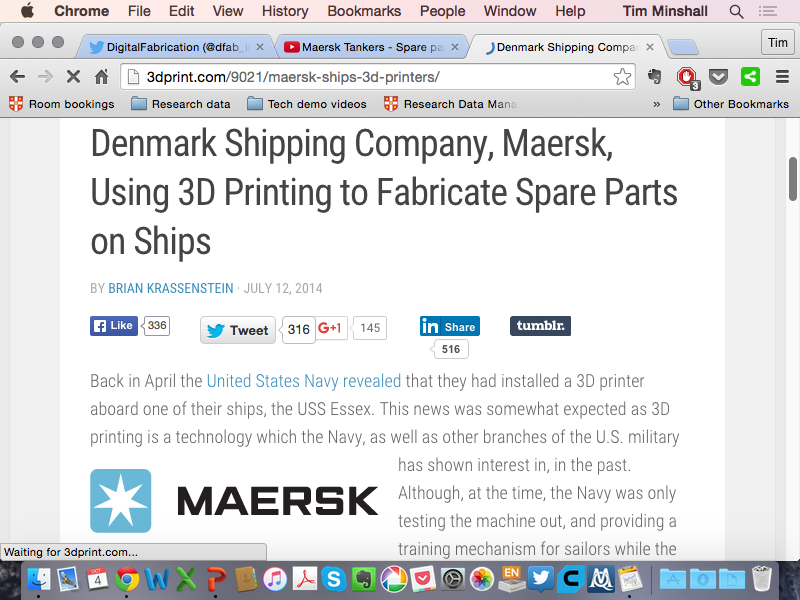 Chrome File Edit View History Bookmarks People Window Help Tim Minshall
DigitalFabrication (@dfab_i
Maersk Tankers - Spare pa
Denmark Shipping Compa
Tim
3dprint.com/9021/maersk-ships-3d-printers/
3
Room bookings Research data Tech demo videos Research Data Mana » Other Bookmarks
Denmark Shipping Company, Maersk,
Using 3D Printing to Fabricate Spare Parts
on Ships
BY BRIAN KRASSENSTEIN · JULY 12, 2014
f Like 336 Tweet 316 G+1 145 in Share tumblr.
516
Back in April the United States Navy revealed that they had installed a 3D printer
aboard one of their ships, the USS Essex. This news was somewhat expected as 3D
printing is a technology which the Navy, as well as other branches of the U.S. military
has shown interest in, in the past.
MAERSK
Although, at the time, the Navy was only
testing the machine out, and providing a
training mechanism for sailors while the
Waiting for 3dprint.com...
OCT
4
EN